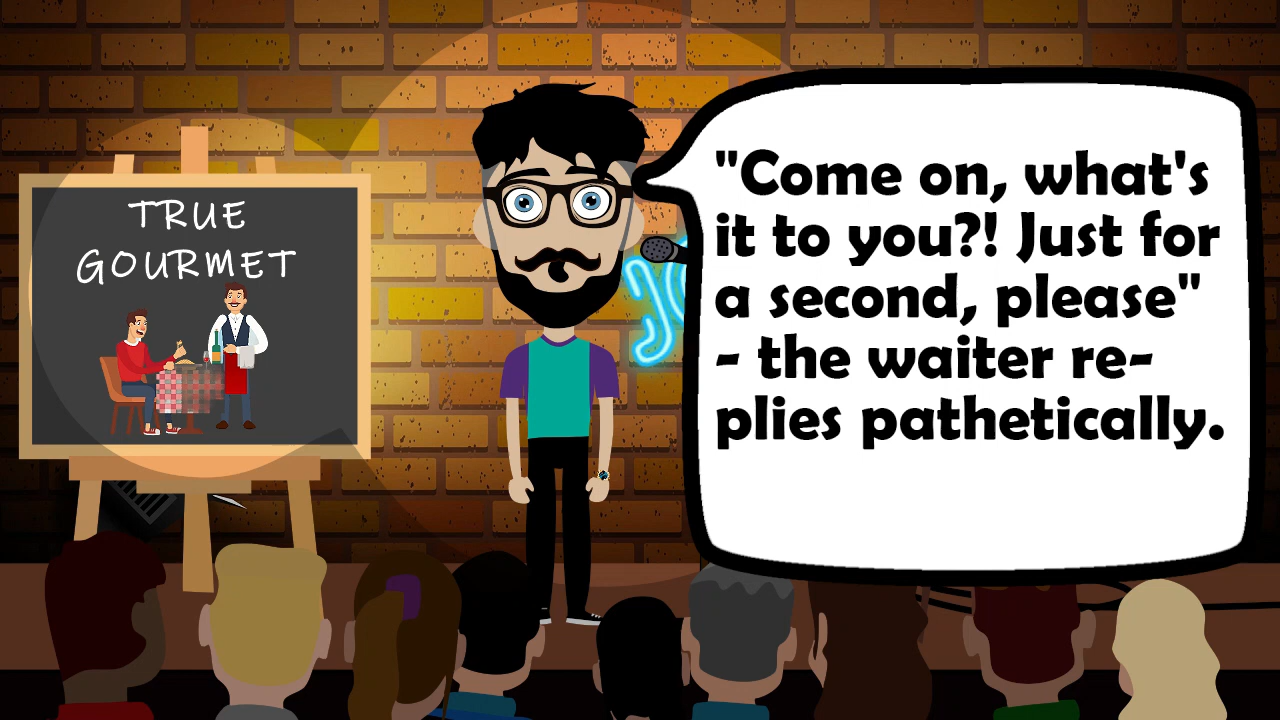 TRUE
GOURMET
"Come on, what's
it to you?! Just for
a second, please"
- the waiter re-
plies pathetically.